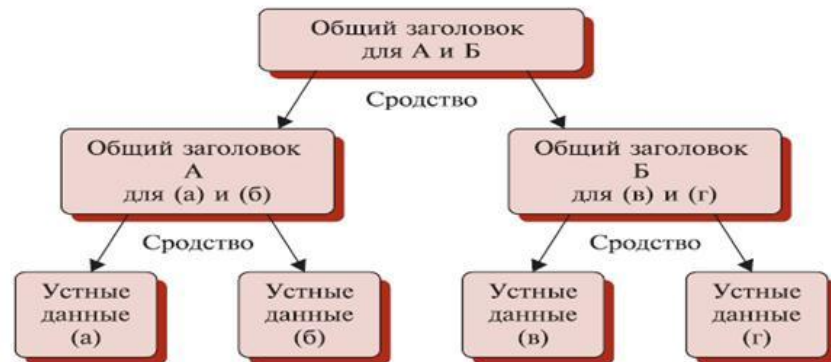 Общий заголовок
для А и Б
Сродство
Общий заголовок
А
для (а) и (б)
Общий заголовок
Б
для (в) и (г)
Сродство
Сродство
Устные
данные
(а)
Устные
данные
(б)
Устные
данные
(в)
Устные
данные
(г)